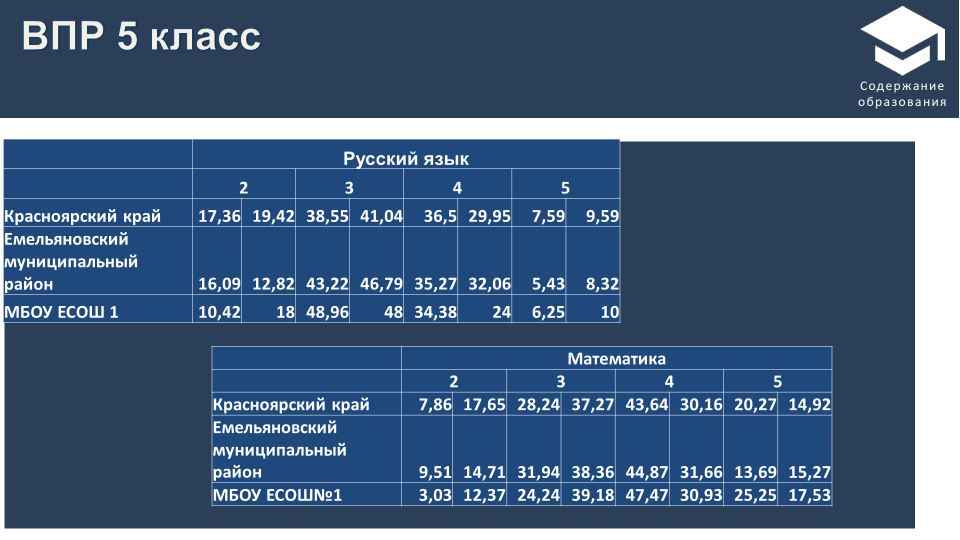 ВПР 5 класс
Содержание
образования
Русский язык
2 3 4 5
Красноярский край 17,36 19,42 38,55 41,04 36,5 29,95 7,59 9,59
Емельяновский
муниципальный
район 16,09 12,82 43,22 46,79 35,27 32,06 5,43 8,32
МБОУ ЕСОШ 1 10,42 18 48,96 48 34,38 24 6,25 10
Математика
2 3 4 5
Красноярский край 7,86 17,65 28,24 37,27 43,64 30,16 20,27 14,92
Емельяновский
муниципальный
район 9,51 14,71 31,94 38,36 44,87 31,66 13,69 15,27
МБОУ ЕСОШ№1 3,03 12,37 24,24 39,18 47,47 30,93 25,25 17,53